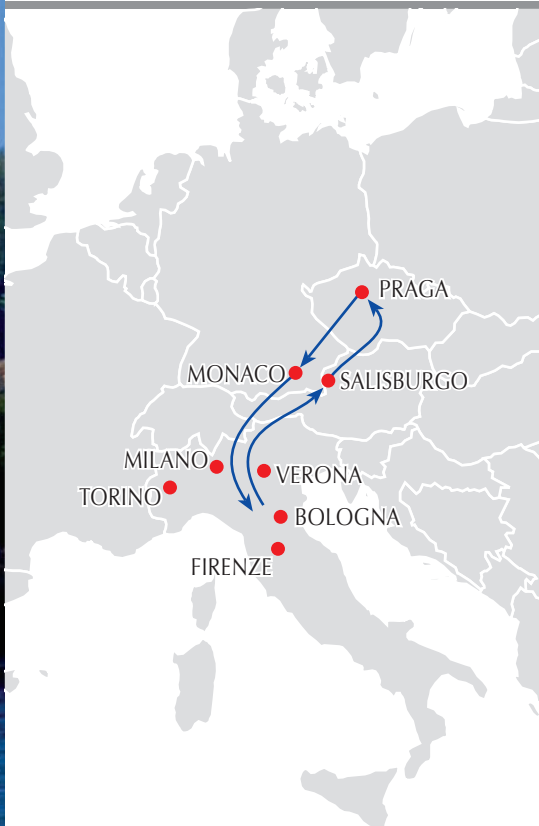 PRAGA
MONACO
SALISBURGO
MILANO
VERONA
TORINO
BOLOGNA
FIRENZE